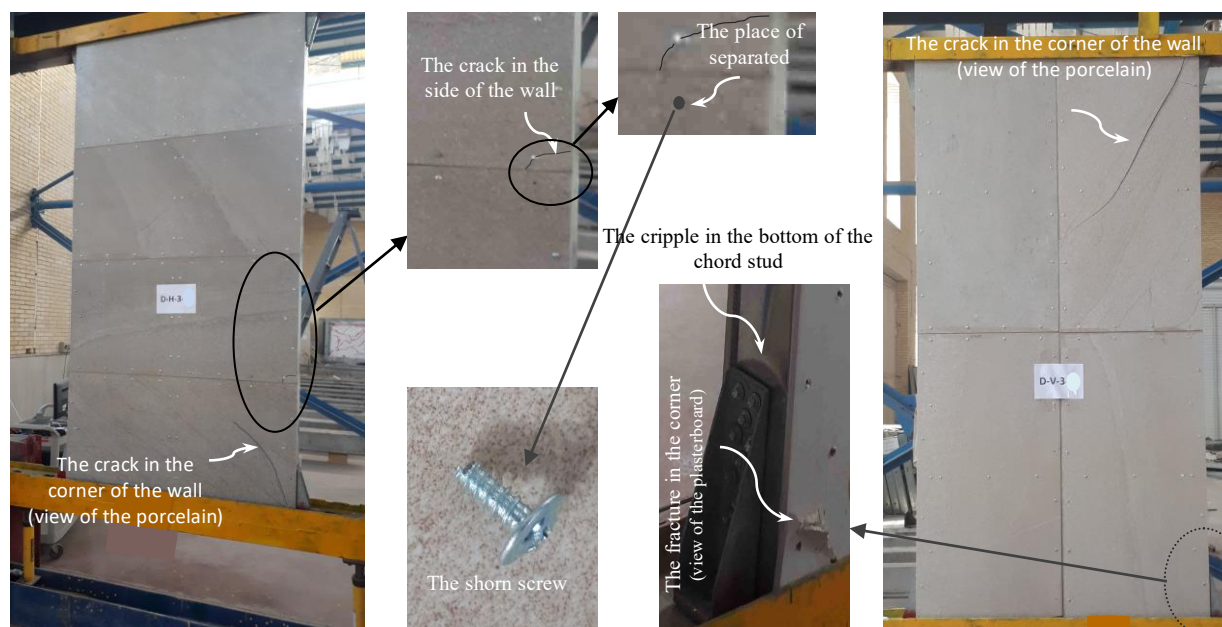 The crack in the
side of the wall
The place of
separated
The crack in the corner of the wall
(view of the porcelain)
D-H-3
The cripple in the bottom of the
chord stud
The fracture in the corner
(view of the plasterboard)
D-V-3
The crack in the
corner of the wall
(view of the porcelain)
The shorn screw